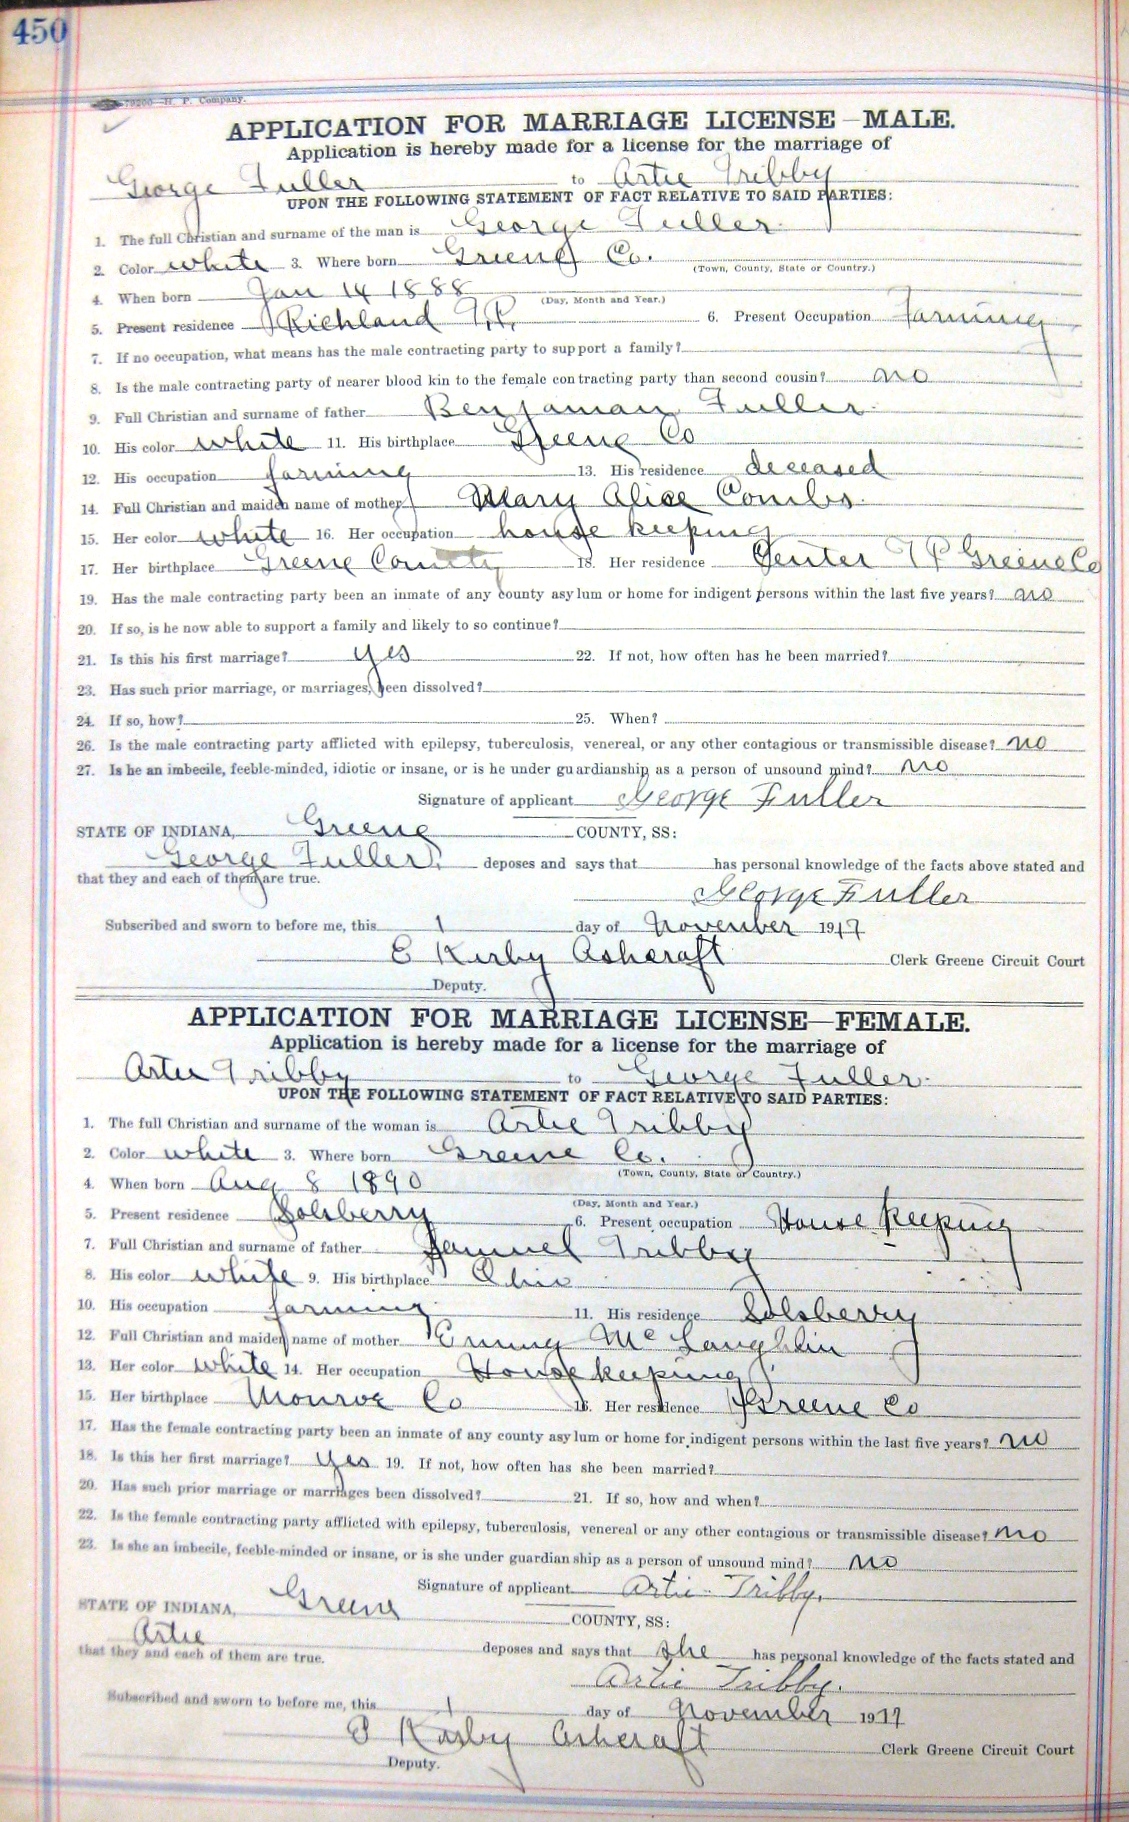 450
79200—H. P. Company.
APPLICATION FOR MARRIAGE LICENSE—MALE.
Application is hereby made for a license for the marriage of
George Fuller to Artie Tribby
UPON THE FOLLOWING STATEMENT OF FACT RELATIVE TO SAID PARTIES:
1. The full Christian and surname of the man is George Fuller
2. Color white 3. Where born Greene Co.
(Town, County, State or Country.)
4. When born Jan 14 1888
(Day, Month and Year.)
5. Present residence Richland T.P. 6. Present Occupation Farming
7. If no occupation, what means has the male contracting party to support a family?
8. Is the male contracting party of nearer blood kin to the female contracting party than second cousin? no
9. Full Christian and surname of father Benjaman Fuller
10. His color white 11. His birthplace Greene Co
12. His occupation farming 13. His residence deceased
14. Full Christian and maiden name of mother Mary Alice Combs.
15. Her color white 16. Her occupation house keeping
17. Her birthplace Greene County 18. Her residence Center T P Greene Co
19. Has the male contracting party been an inmate of any county asylum or home for indigent persons within the last five years? no
20. If so, is he now able to support a family and likely to so continue?
21. Is this his first marriage? yes 22. If not, how often has he been married?
23. Has such prior marriage, or marriages, been dissolved?
24. If so, how? 25. When?
26. Is the male contracting party afflicted with epilepsy, tuberculosis, venereal, or any other contagious or transmissible disease? no
27. Is he an imbecile, feeble-minded, idiotic or insane, or is he under guardianship as a person of unsound mind? no
Signature of applicant George Fuller
STATE OF INDIANA, Greene COUNTY, SS:
George Fuller deposes and says that has personal knowledge of the facts above stated and
that they and each of them are true.
George Fuller
Subscribed and sworn to before me, this 1 day of November 1917
E Kirby Ashcraft Clerk Greene Circuit Court
Deputy.
APPLICATION FOR MARRIAGE LICENSE—FEMALE.
Application is hereby made for a license for the marriage of
Artie Tribby to George Fuller
UPON THE FOLLOWING STATEMENT OF FACT RELATIVE TO SAID PARTIES:
1. The full Christian and surname of the woman is Artie Tribby
2. Color white 3. Where born Greene Co.
(Town, County, State or Country.)
4. When born Aug 8 1890
(Day, Month and Year.)
5. Present residence Solsberry 6. Present occupation House Keeping
7. Full Christian and surname of father Samuel Tribby
8. His color white 9. His birthplace Ohio
10. His occupation farming 11. His residence Solsberry
12. Full Christian and maiden name of mother Emmy McLaughlin
13. Her color white 14. Her occupation House keeping
15. Her birthplace Monroe Co 16. Her residence Greene Co
17. Has the female contracting party been an inmate of any county asylum or home for indigent persons within the last five years? no
18. Is this her first marriage? Yes 19. If not, how often has she been married?
20. Has such prior marriage or marriages been dissolved? 21. If so, how and when?
22. Is the female contracting party afflicted with epilepsy, tuberculosis, venereal or any other contagious or transmissible disease? no
23. Is she an imbecile, feeble-minded or insane, or is she under guardianship as a person of unsound mind? no
Signature of applicant Artie Tribby.
STATE OF INDIANA, Greene COUNTY, SS:
Artie deposes and says that she has personal knowledge of the facts stated and
that they and each of them are true.
Artie Tribby.
Subscribed and sworn to before me, this 1 day of November 1917
E Kirby Ashcraft Clerk Greene Circuit Court
Deputy.